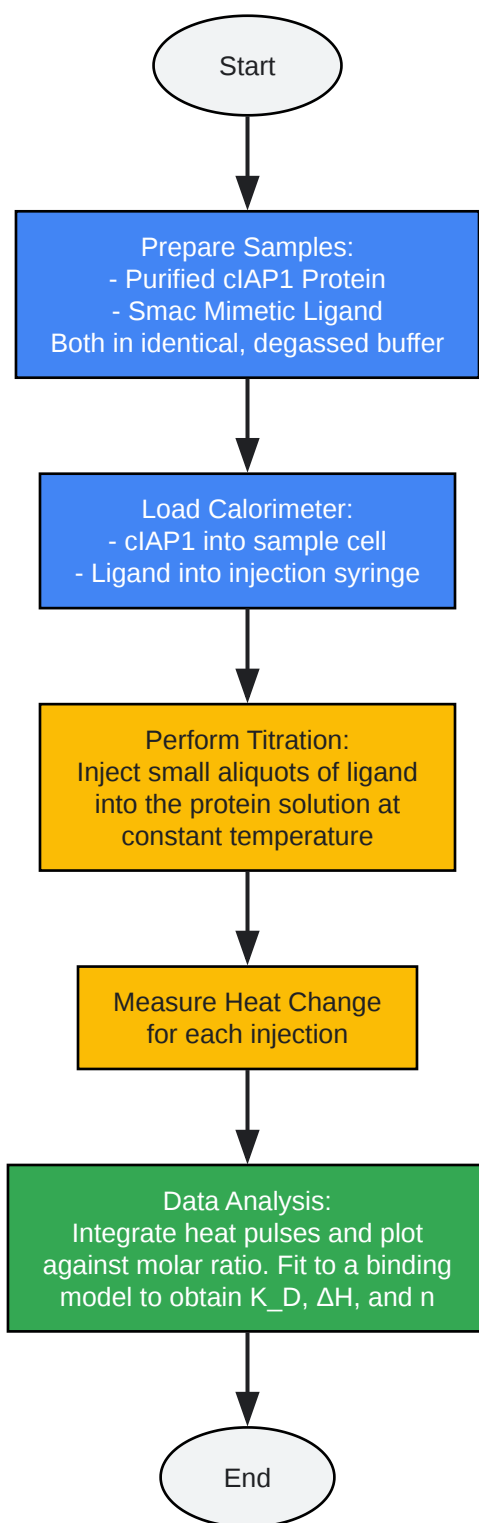 Start
Prepare Samples:
- Purified cIAP1 Protein
- Smac Mimetic Ligand
Both in identical, degassed buffer
Load Calorimeter:
- cIAP1 into sample cell
- Ligand into injection syringe
Perform Titration:
Inject small aliquots of ligand
into the protein solution at
constant temperature
Measure Heat Change
for each injection
Data Analysis:
Integrate heat pulses and plot
against molar ratio. Fit to a binding
model to obtain K_D, ΔH, and n
End